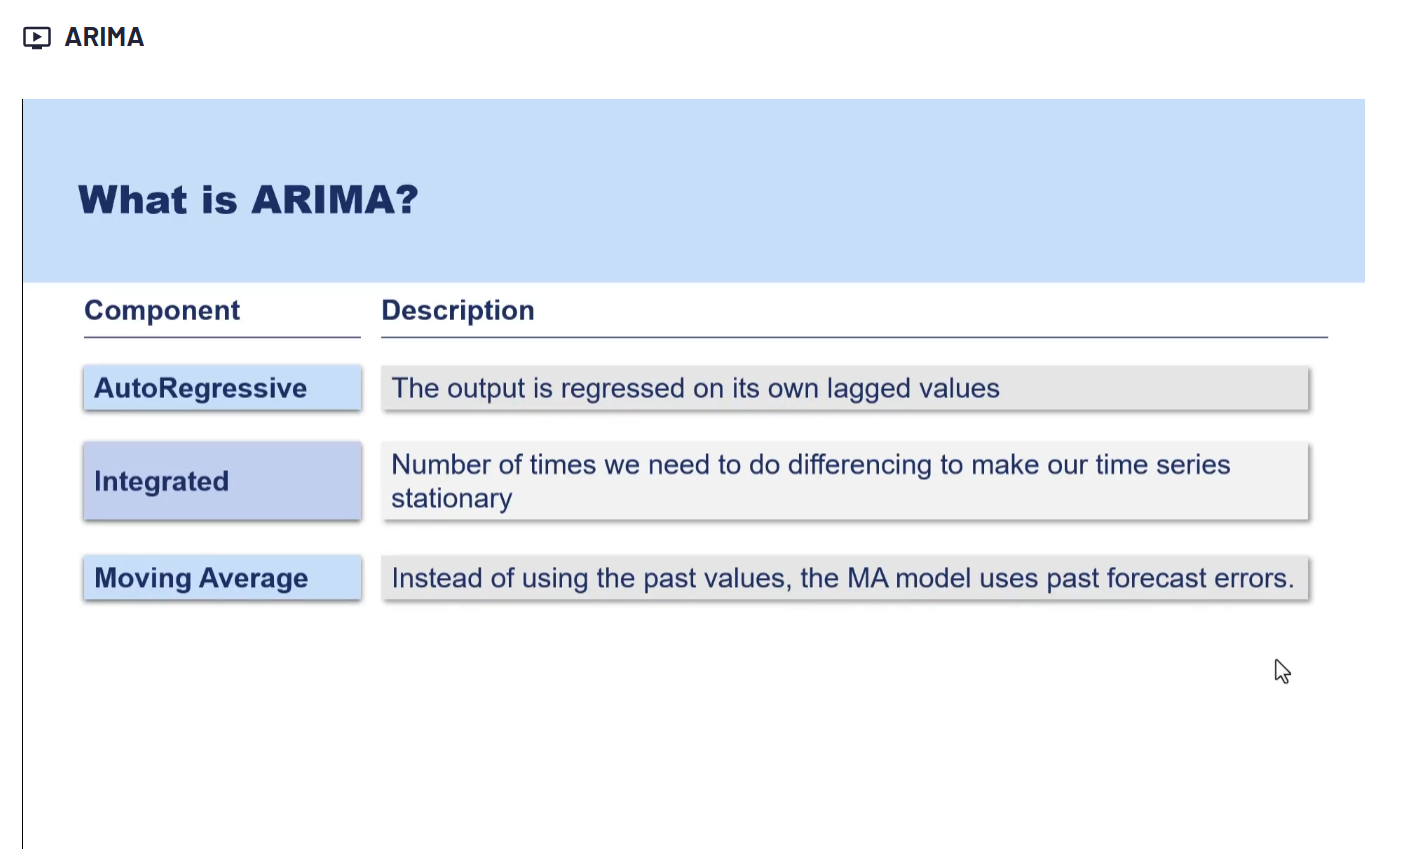 ARIMA
What is ARIMA?
Component
Description
AutoRegressive
The output is regressed on its own lagged values
Integrated
Number of times we need to do differencing to make our time series
stationary
Moving Average
Instead of using the past values, the MA model uses past forecast errors.